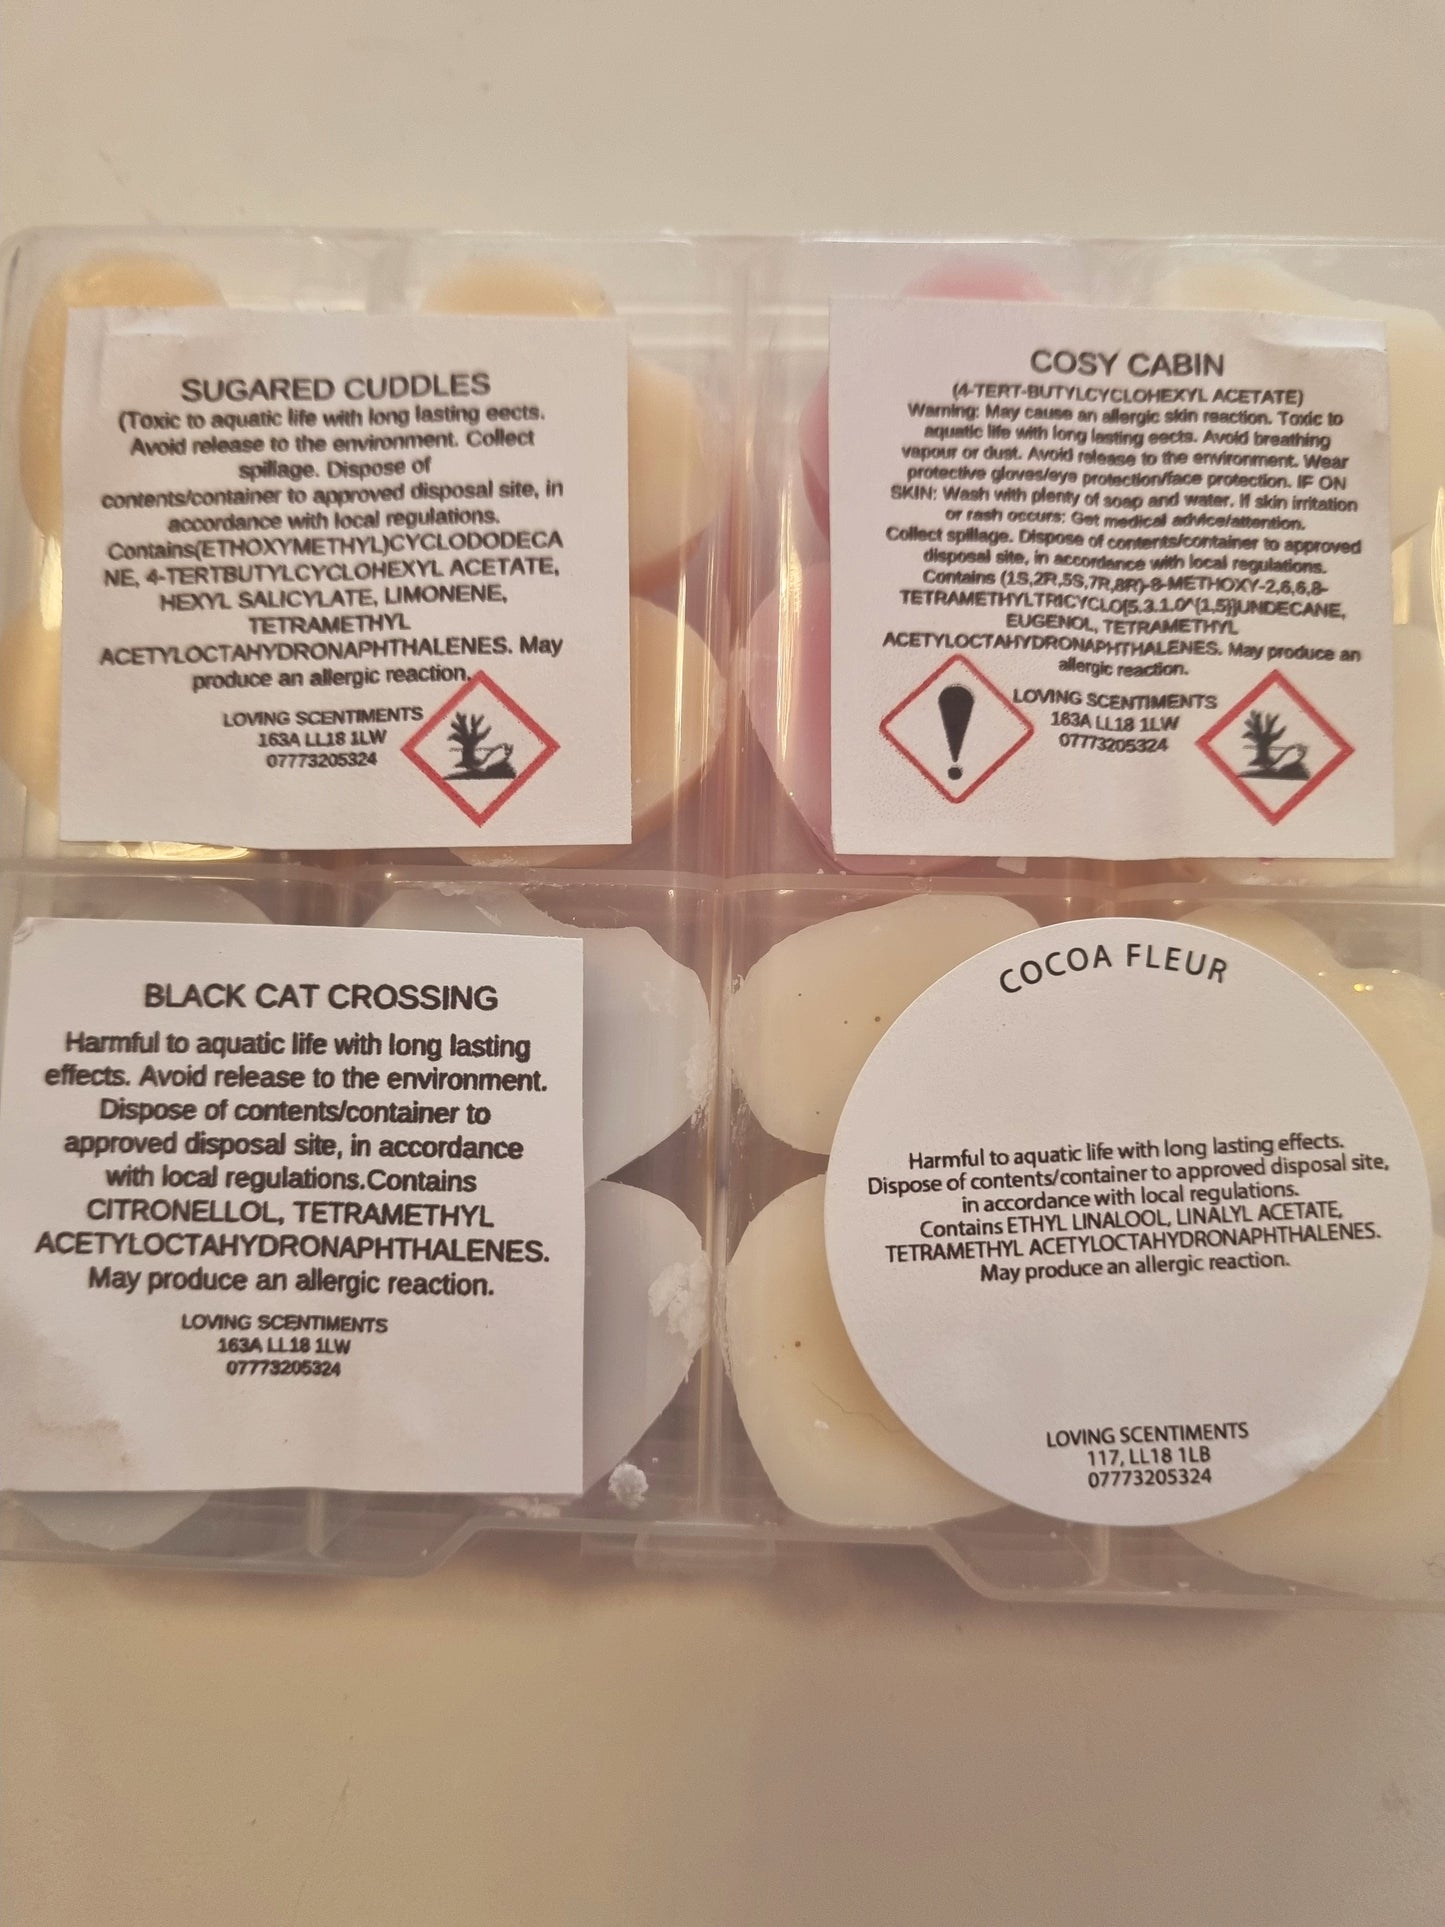 SUGARED CUDDLES
(Toxic to aquatic life with long lasting eects.
Avoid release to the environment. Collect
spillage. Dispose of
contents/container to approved disposal site, in
accordance with local regulations.
Contains(ETHOXYMETHYL)CYCLODODECA
NE, 4-TERTBUTYLCYCLOHEXYL ACETATE,
HEXYL SALICYLATE, LIMONENE,
TETRAMETHYL
ACETYLOCTAHYDRONAPHTHALENES. May
produce an allergic reaction.
LOVING SCENTIMENTS
163A LL18 1LW
07773205324
COSY CABIN
(4-TERT-BUTYLCYCLOHEXYL ACETATE)
Warning: May cause an allergic skin reaction. Toxic to
aquatic life with long lasting eects. Avoid breathing
vapour or dust. Avoid release to the environment. Wear
protective gloves/eye protection/face protection. IF ON
SKIN: Wash with plenty of soap and water. If skin irritation
or rash occurs: Get medical advice/attention.
Collect spillage. Dispose of contents/container to approved
disposal site, in accordance with local regulations.
Contains (1S,2R,5S,7R,8R)-8-METHOXY-2,6,6,8-
TETRAMETHYLTRICYCLO[5.3.1.0^{1,5}]UNDECANE,
EUGENOL, TETRAMETHYL
ACETYLOCTAHYDRONAPHTHALENES. May produce an
allergic reaction.
LOVING SCENTIMENTS
163A LL18 1LW
07773205324
BLACK CAT CROSSING
Harmful to aquatic life with long lasting
effects. Avoid release to the environment.
Dispose of contents/container to
approved disposal site, in accordance
with local regulations.Contains
CITRONELLOL, TETRAMETHYL
ACETYLOCTAHYDRONAPHTHALENES.
May produce an allergic reaction.
LOVING SCENTIMENTS
163A LL18 1LW
07773205324
COCOA FLEUR
Harmful to aquatic life with long lasting effects.
Dispose of contents/container to approved disposal site,
in accordance with local regulations.
Contains ETHYL LINALOOL, LINALYL ACETATE,
TETRAMETHYL ACETYLOCTAHYDRONAPHTHALENES.
May produce an allergic reaction.
LOVING SCENTIMENTS
117, LL18 1LB
07773205324